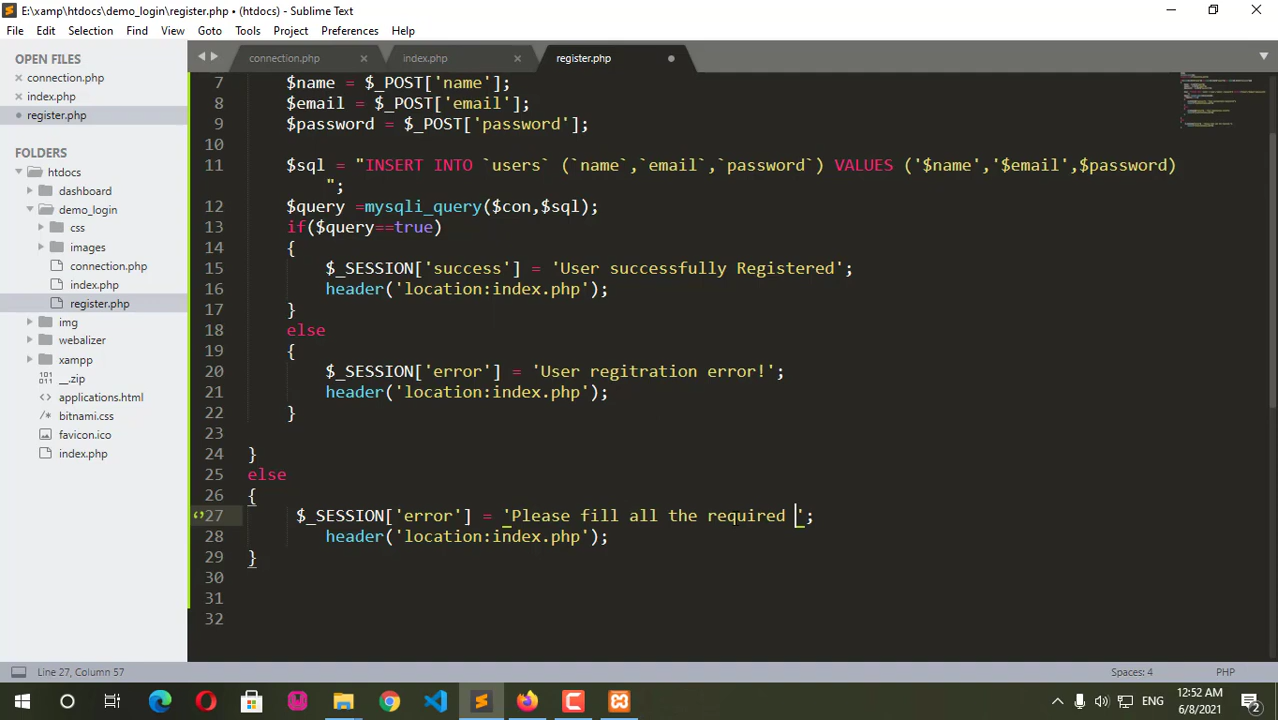 E:\xamp\htdocs\demo_login\register.php • (htdocs) - Sublime Text
File Edit Selection Find View Goto Tools Project Preferences Help
OPEN FILES
connection.php
index.php
register.php
FOLDERS
htdocs
dashboard
demo_login
css
images
connection.php
index.php
register.php
img
webalizer
xampp
__.zip
applications.html
bitnami.css
favicon.ico
index.php
connection.php index.php register.php
7 $name = $_POST['name'];
8 $email = $_POST['email'];
9 $password = $_POST['password'];
10
11 $sql = "INSERT INTO `users` (`name`,`email`,`password`) VALUES ('$name','$email',$password)
";
12 $query =mysqli_query($con,$sql);
13 if($query==true)
14 {
15 $_SESSION['success'] = 'User successfully Registered';
16 header('location:index.php');
17 }
18 else
19 {
20 $_SESSION['error'] = 'User regitration error!';
21 header('location:index.php');
22 }
23
24 }
25 else
26 {
27 $_SESSION['error'] = 'Please fill all the required ';
28 header('location:index.php');
29 }
30
31
32
Line 27, Column 57
Spaces: 4 PHP
ENG
12:52 AM
6/8/2021
2